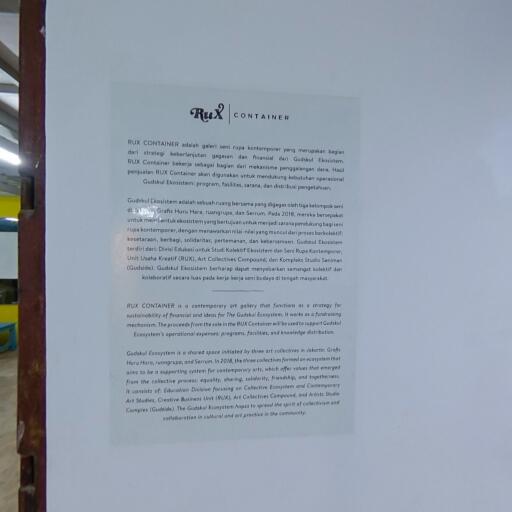 RuX | CONTAINER
RUX CONTAINER adalah galeri seni rupa kontemporer yang merupakan bagian
dari strategi keberlanjutan gagasan dan finansial dari Gudskul Ekosistem.
RUX Container bekerja sebagai bagian dari mekanisme penggalangan dana. Hasil
penjualan RUX Container akan digunakan untuk mendukung kebutuhan operasional
Gudskul Ekosistem: program, fasilitas, sarana, dan distribusi pengetahuan.
Gudskul Ekosistem adalah sebuah ruang bersama yang digagas oleh tiga kelompok seni
di Grafis Huru Hara, ruangrupa, dan Serrum. Pada 2018, mereka bersepakat
untuk membentuk ekosistem yang bertujuan untuk menjadi sarana pendukung bagi seni
rupa kontemporer, dengan menawarkan nilai-nilai yang muncul dari proses berkolektif:
kesetaraan, berbagi, solidaritas, pertemanan, dan kebersamaan. Gudskul Ekosistem
terdiri dari: Divisi Edukasi untuk Studi Kolektif Ekosistem dan Seni Rupa Kontemporer,
Unit Usaha Kreatif (RUX), Art Collectives Compound, dan Kompleks Studio Seniman
(Gudside). Gudskul Ekosistem berharap dapat menyebarkan semangat kolektif dan
kolaboratif secara luas pada kerja-kerja seni budaya di tengah masyarakat.
RUX CONTAINER is a contemporary art gallery that functions as a strategy for
sustainability of financial and ideas for The Gudskul Ecosystem. It works as a fundraising
mechanism. The proceeds from the sale in the RUX Container will be used to support Gudskul
Ecosystem's operational expenses: programs, facilities, and knowledge distribution.
Gudskul Ecosystem is a shared space initiated by three art collectives in Jakarta: Grafis
Huru Hara, ruangrupa, and Serrum. In 2018, the three collectives formed an ecosystem that
aims to be a supporting system for contemporary arts, which offer values that emerged
from the collective process: equality, sharing, solidarity, friendship, and togetherness.
It consists of: Education Division focusing on Collective Ecosystem and Contemporary
Art Studies, Creative Business Unit (RUX), Art Collectives Compound, and Artists Studio
Complex (Gudside). The Gudskul Ecosystem hopes to spread the spirit of collectivism and
collaboration in cultural and art practice in the community.